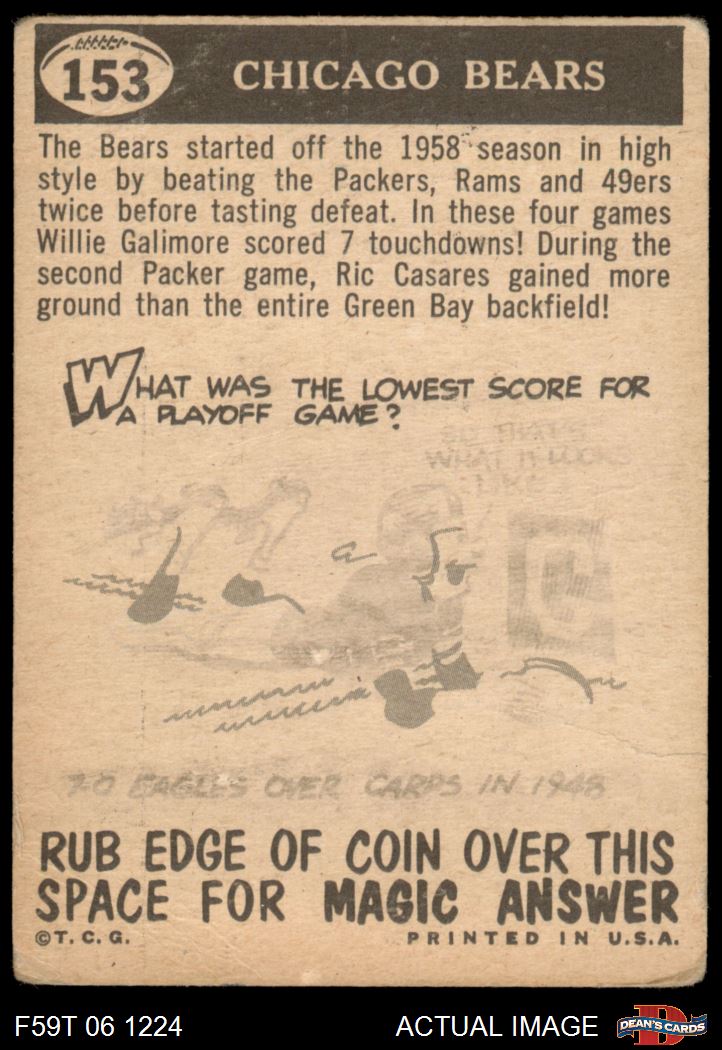 153
CHICAGO BEARS
The Bears started off the 1958 season in high
style by beating the Packers, Rams and 49ers
twice before tasting defeat. In these four games
Willie Galimore scored 7 touchdowns! During the
second Packer game, Ric Casares gained more
ground than the entire Green Bay backfield!
WHAT WAS THE LOWEST SCORE FOR
A PLAYOFF GAME?
SO THAT'S
WHAT IT LOOKS
LIKE
7-0 EAGLES OVER CARDS IN 1948
RUB EDGE OF COIN OVER THIS
SPACE FOR MAGIC ANSWER
©T.C.G.
PRINTED IN U.S.A.
F59T 06 1224
ACTUAL IMAGE
D
DEAN'S CARDS